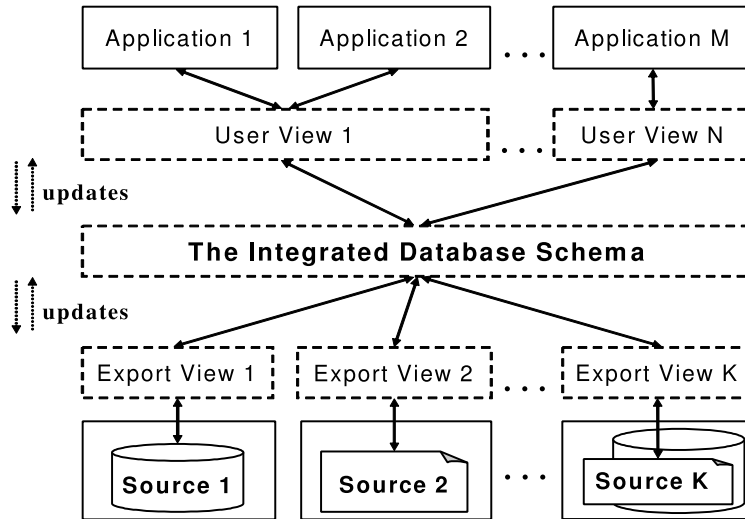 Application 1
Application 2
. . .
Application M
User View 1
. . .
User View N
updates
The Integrated Database Schema
updates
Export View 1
Export View 2
. . .
Export View K
Source 1
Source 2
. . .
Source K